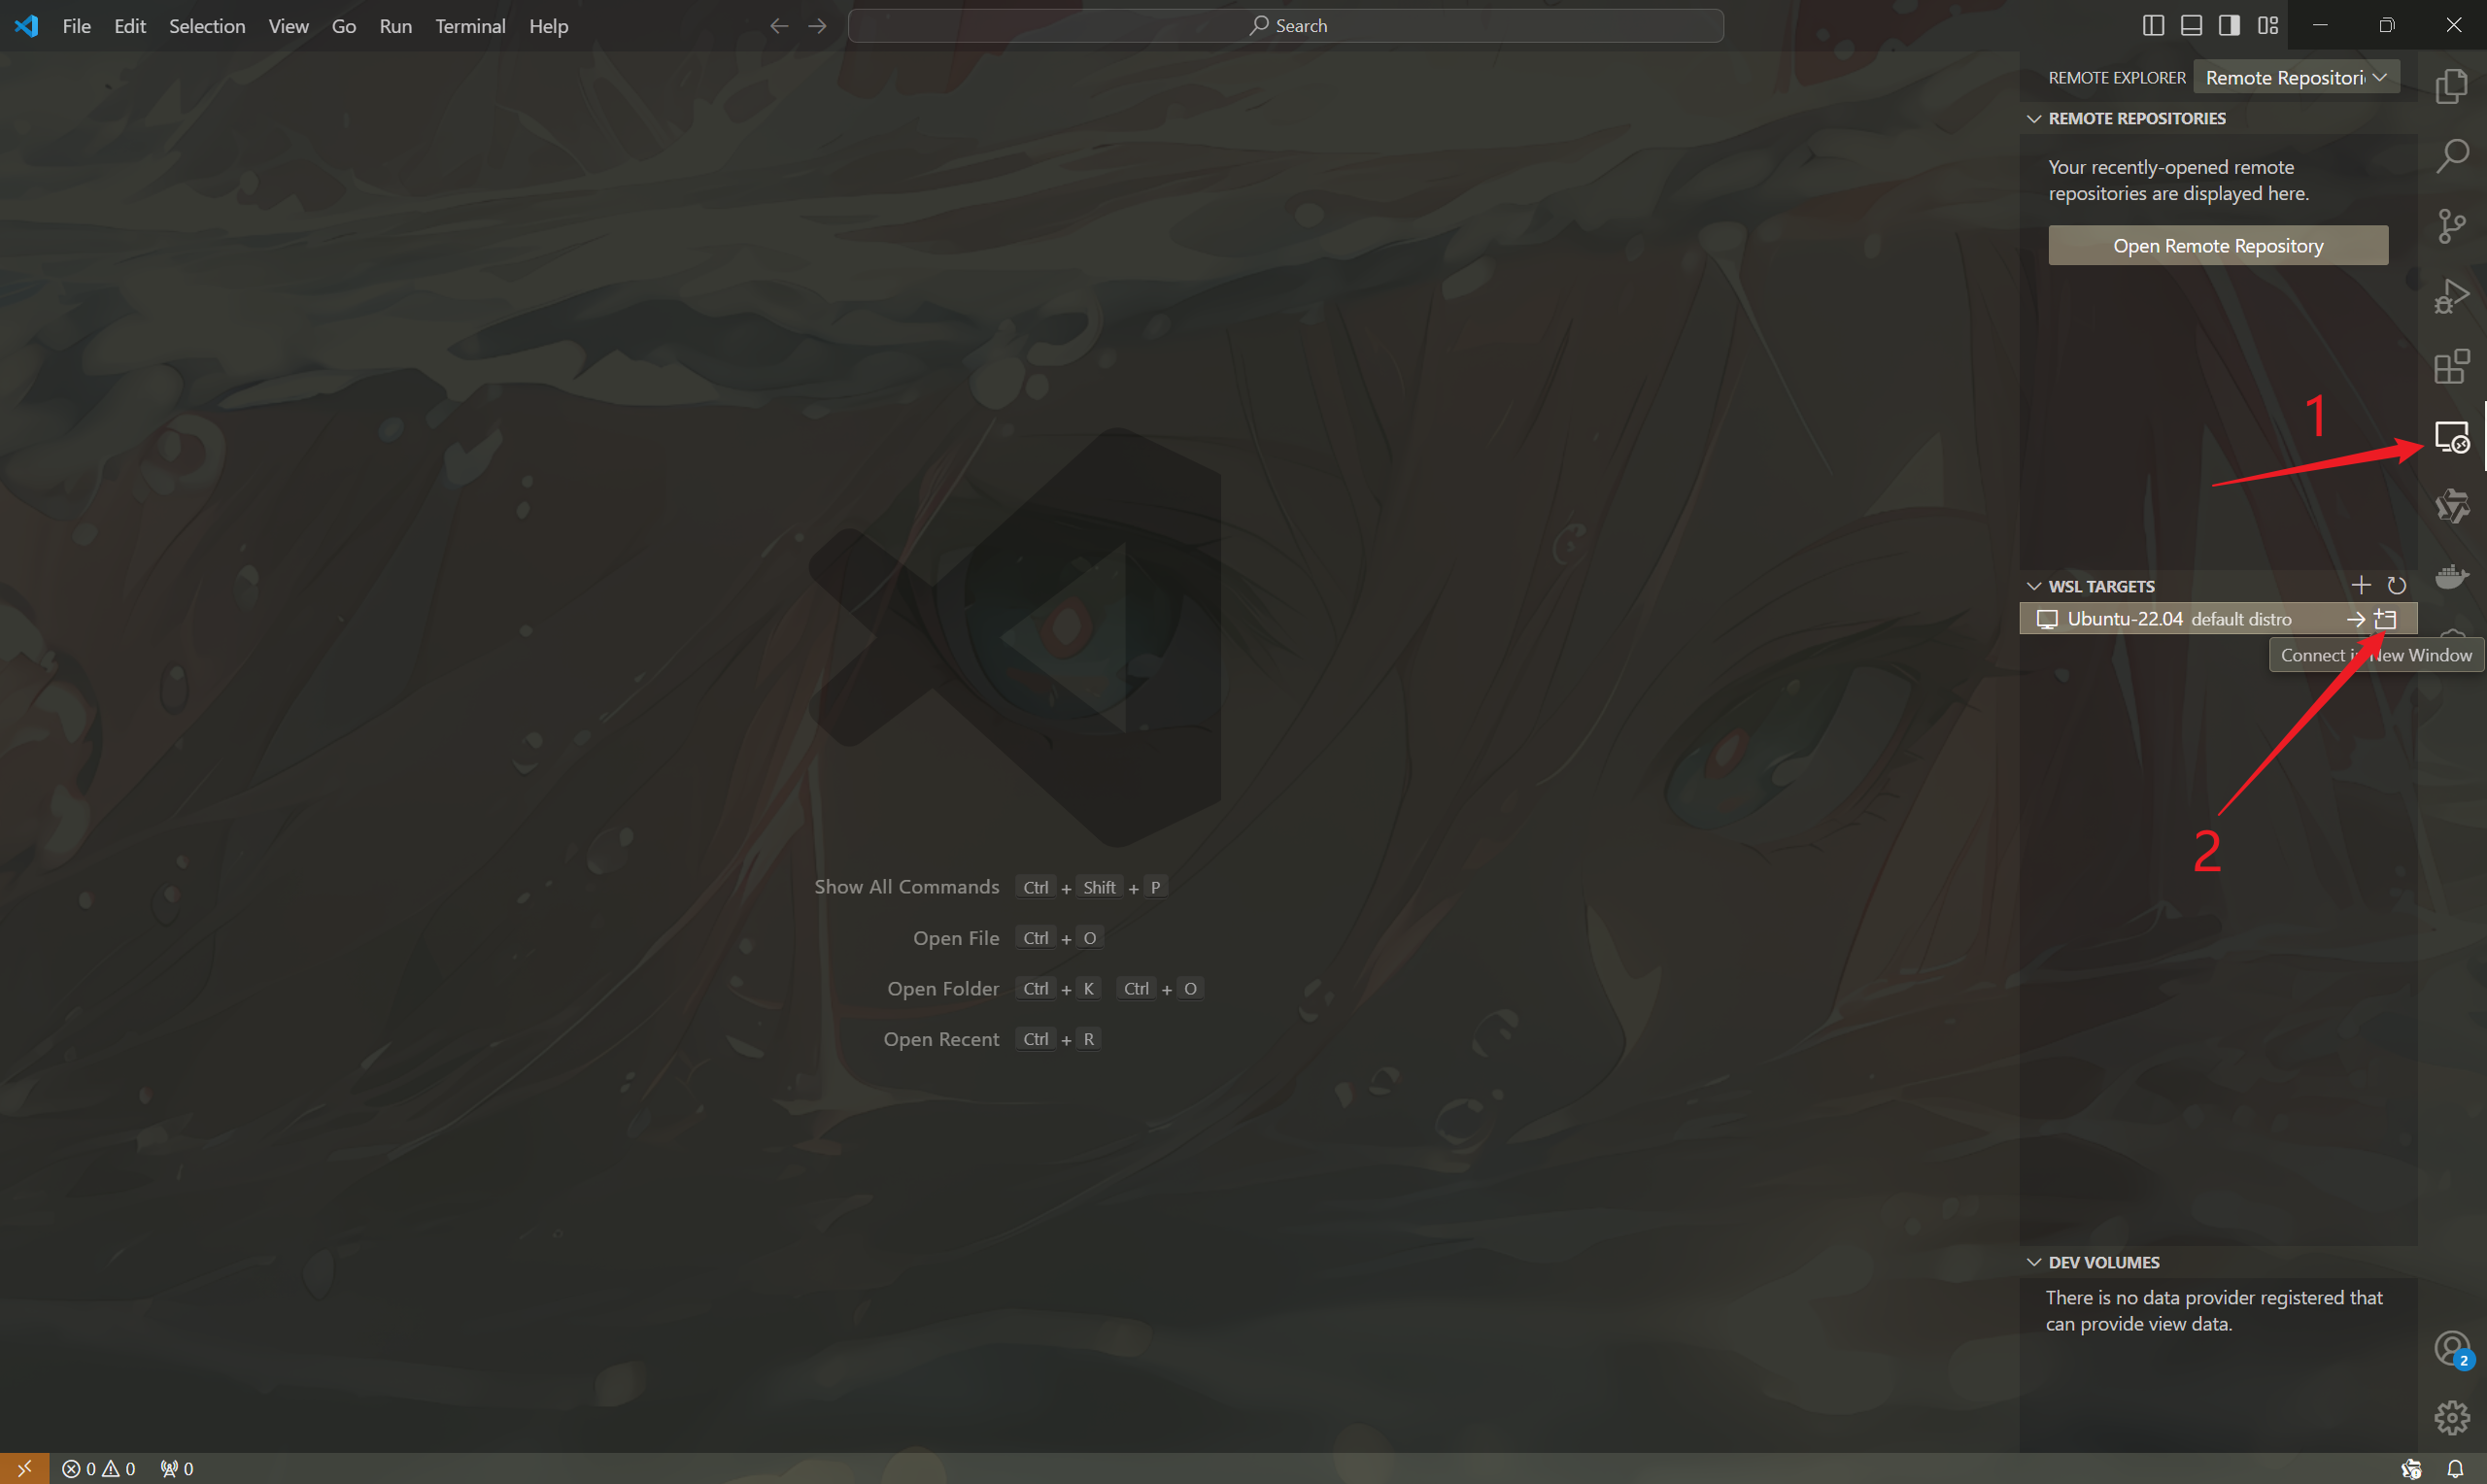 File Edit Selection View Go Run Terminal Help
Search
REMOTE EXPLORER Remote Repositori
REMOTE REPOSITORIES
Your recently-opened remote
repositories are displayed here.
Open Remote Repository
1
WSL TARGETS
Ubuntu-22.04 default distro
Connect in New Window
2
Show All Commands Ctrl + Shift + P
Open File Ctrl + O
Open Folder Ctrl + K Ctrl + O
Open Recent Ctrl + R
DEV VOLUMES
There is no data provider registered that
can provide view data.
2
0 0 0